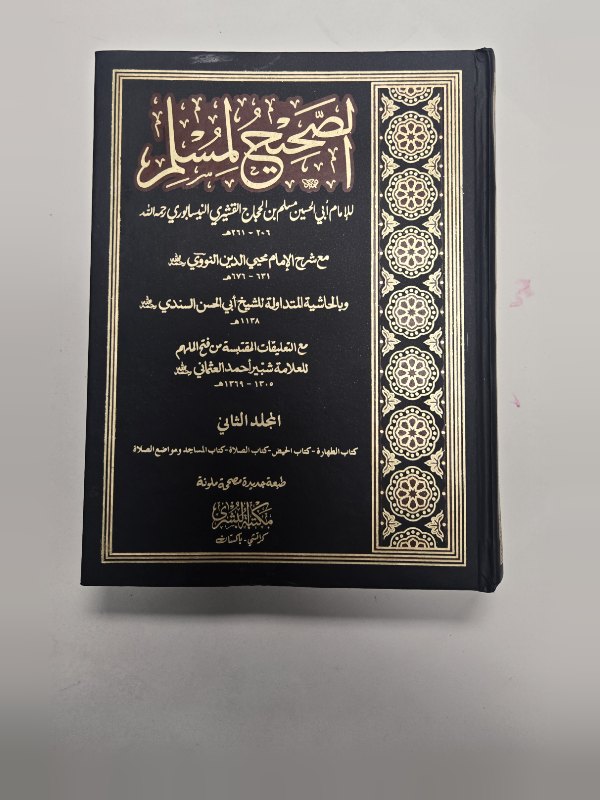 الصحيح لمسلم
للإمام أبي الحسين مسلم بن الحجاج القشيري النيسابوري رحمه الله
٢٠٦ - ٢٦١هـ
مع شرح الإمام محيي الدين النووي
٦٣١ - ٦٧٦هـ
وبالحاشية المتداولة للشيخ أبي الحسن السندي
١١٣٨هـ
مع التعليقات المقتبسة من فتح الملهم
للعلامة شبير أحمد العثماني
١٣٠٥ - ١٣٦٩هـ
المجلد الثاني
كتاب الطهارة - كتاب الحيض - كتاب الصلاة - كتاب المساجد ومواضع الصلاة
طبعة جديدة مصححة ملونة
مكتبة البشرى
كراتشي - باكستان